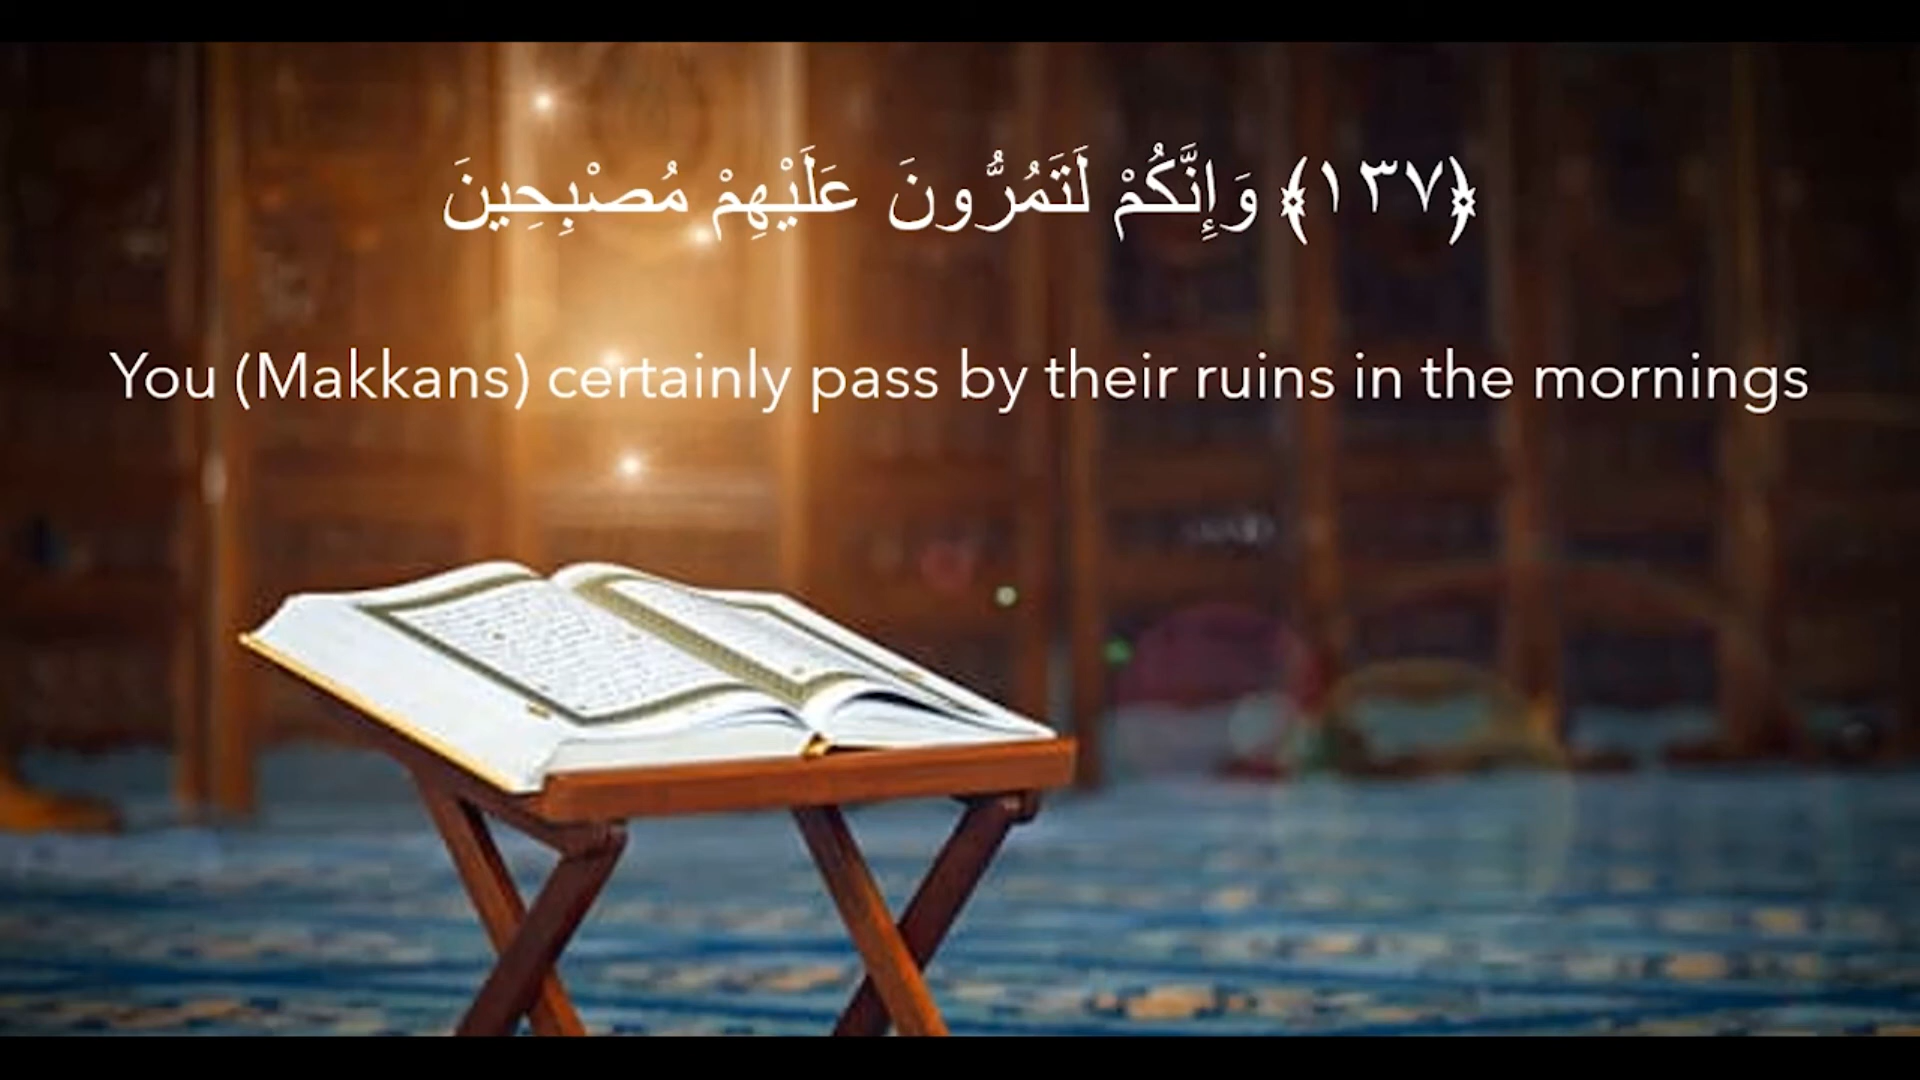 ﴿١٣٧﴾ وَإِنَّكُمْ لَتَمُرُّونَ عَلَيْهِمْ مُصْبِحِينَ
You (Makkans) certainly pass by their ruins in the mornings